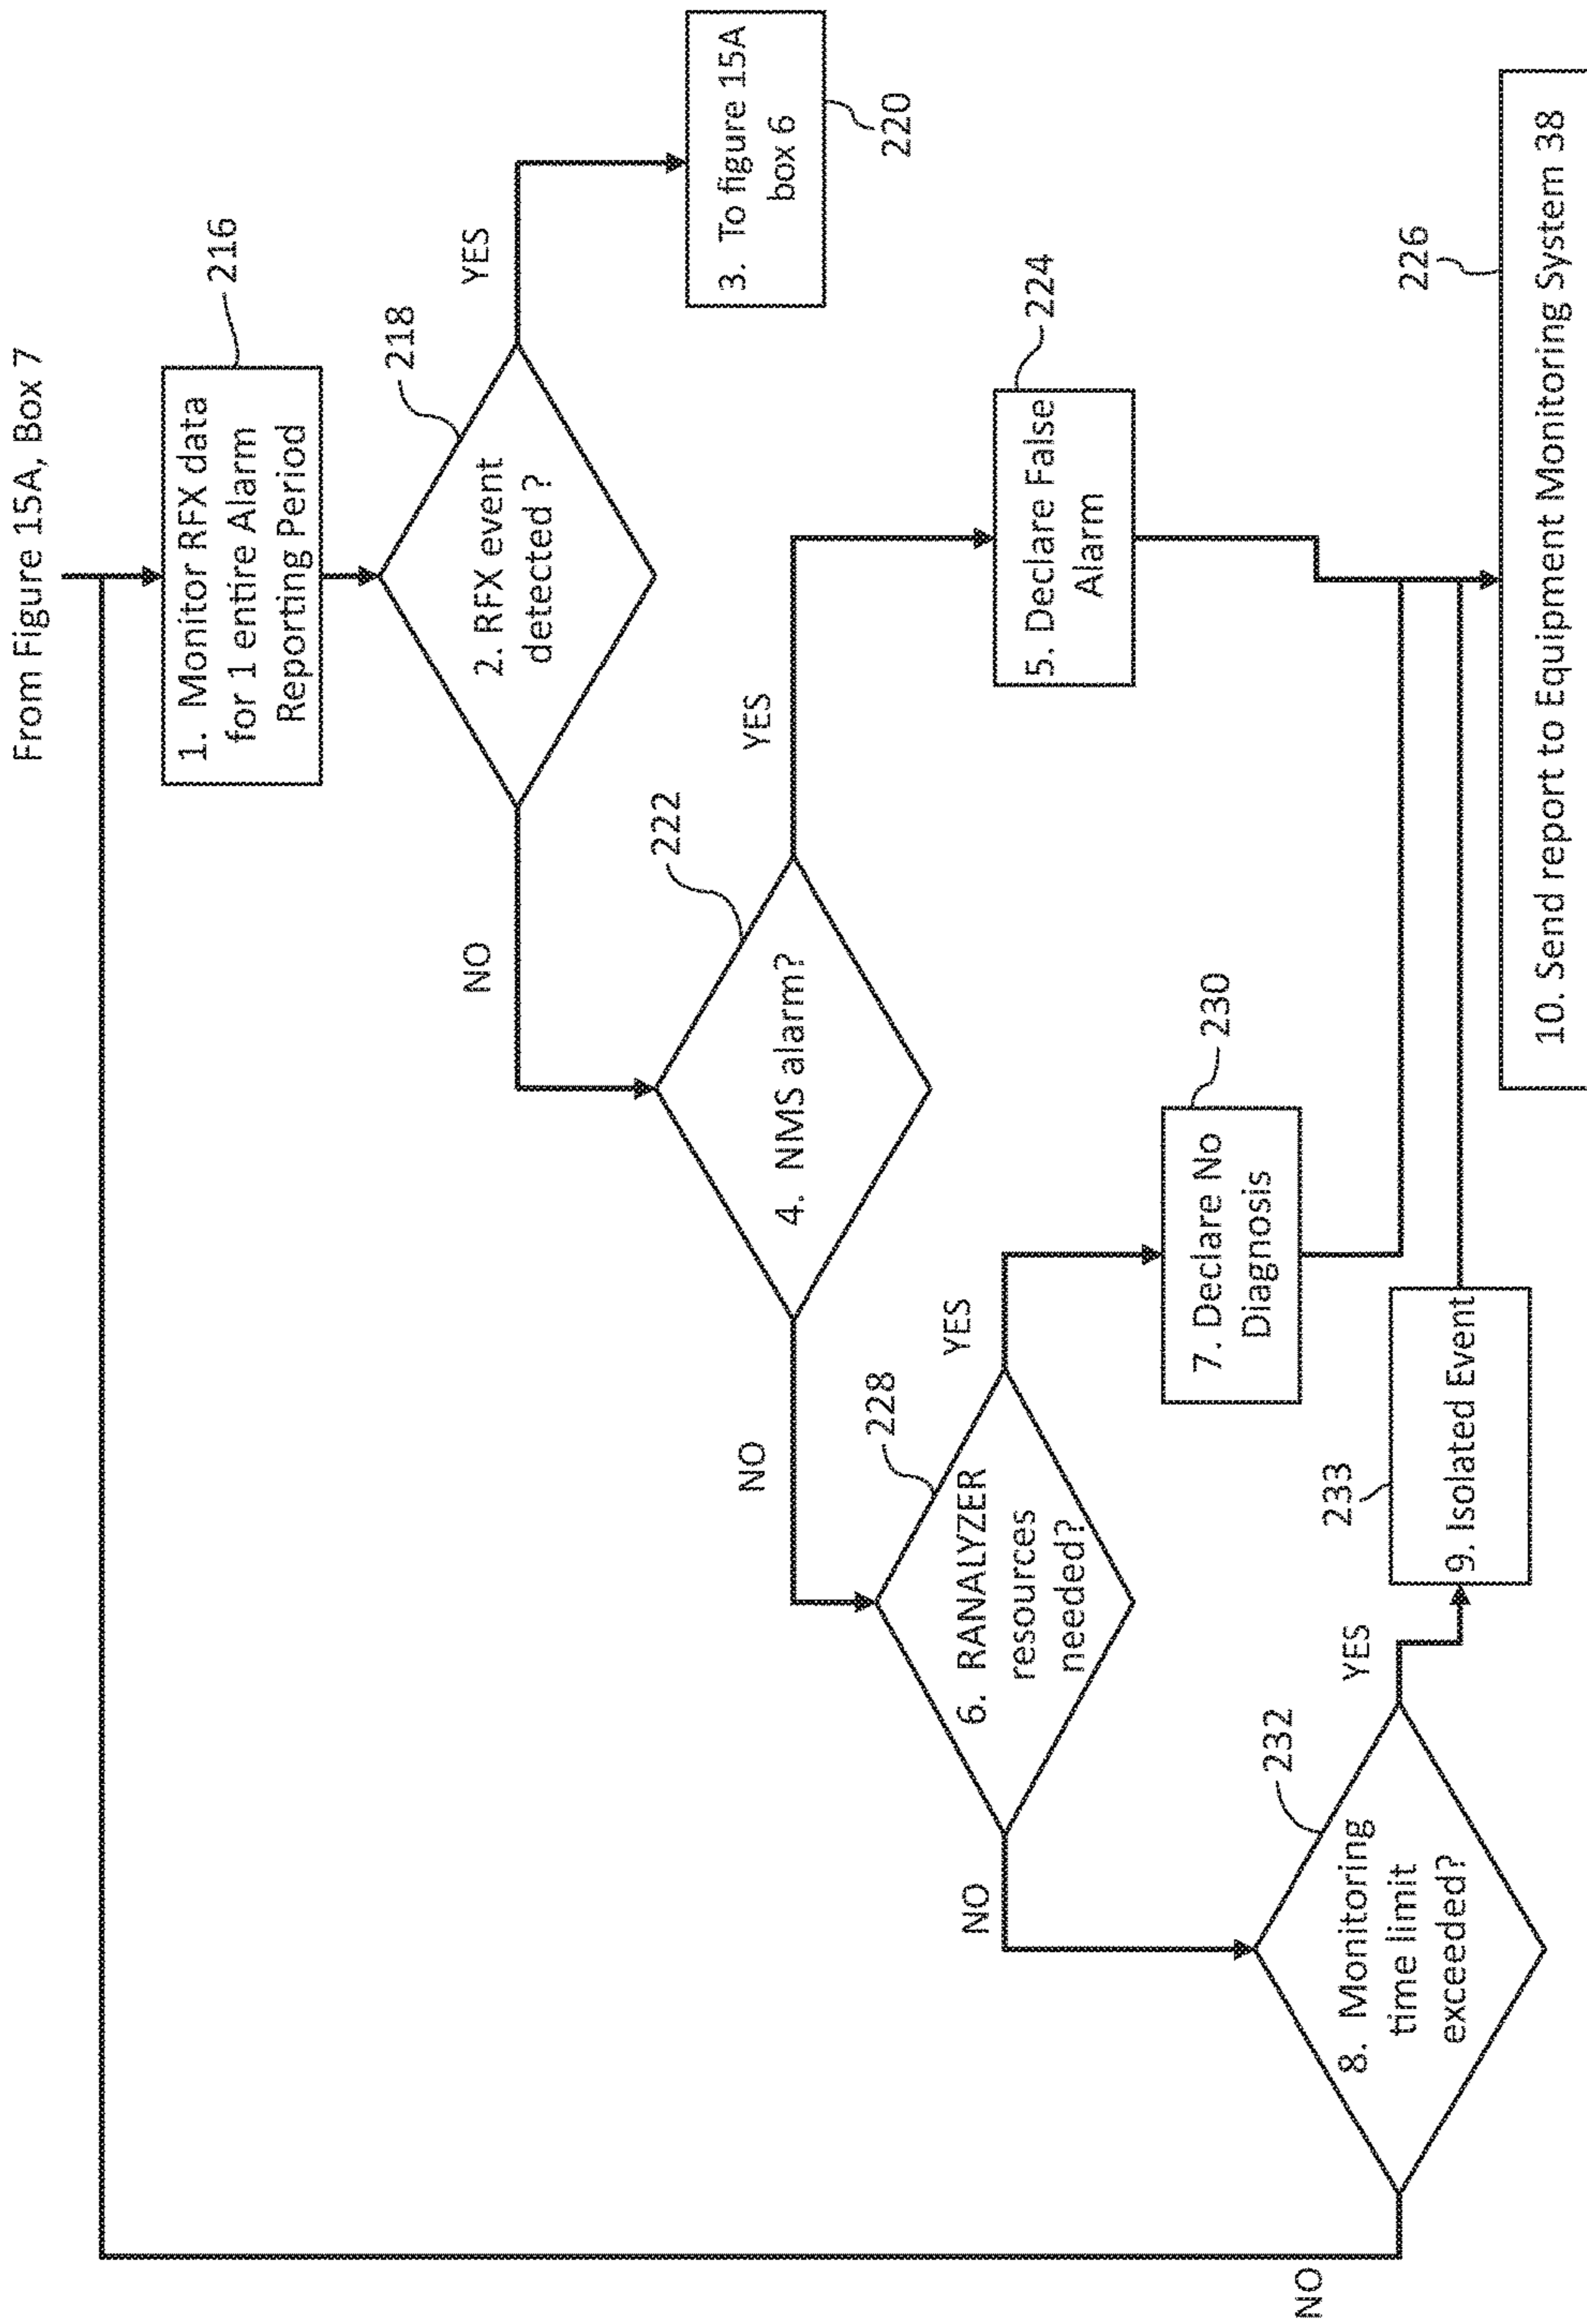 From Figure 15A, Box 7
216
1. Monitor RFX data
for 1 entire Alarm
Reporting Period
218
2. RFX event
detected ?
YES
NO
3. To figure 15A
box 6
220
222
4. NMS alarm?
YES
NO
224
5. Declare False
Alarm
228
6. RANALYZER
resources
needed?
YES
NO
230
7. Declare No
Diagnosis
232
8. Monitoring
time limit
exceeded?
YES
NO
233
9. Isolated Event
226
10. Send report to Equipment Monitoring System 38